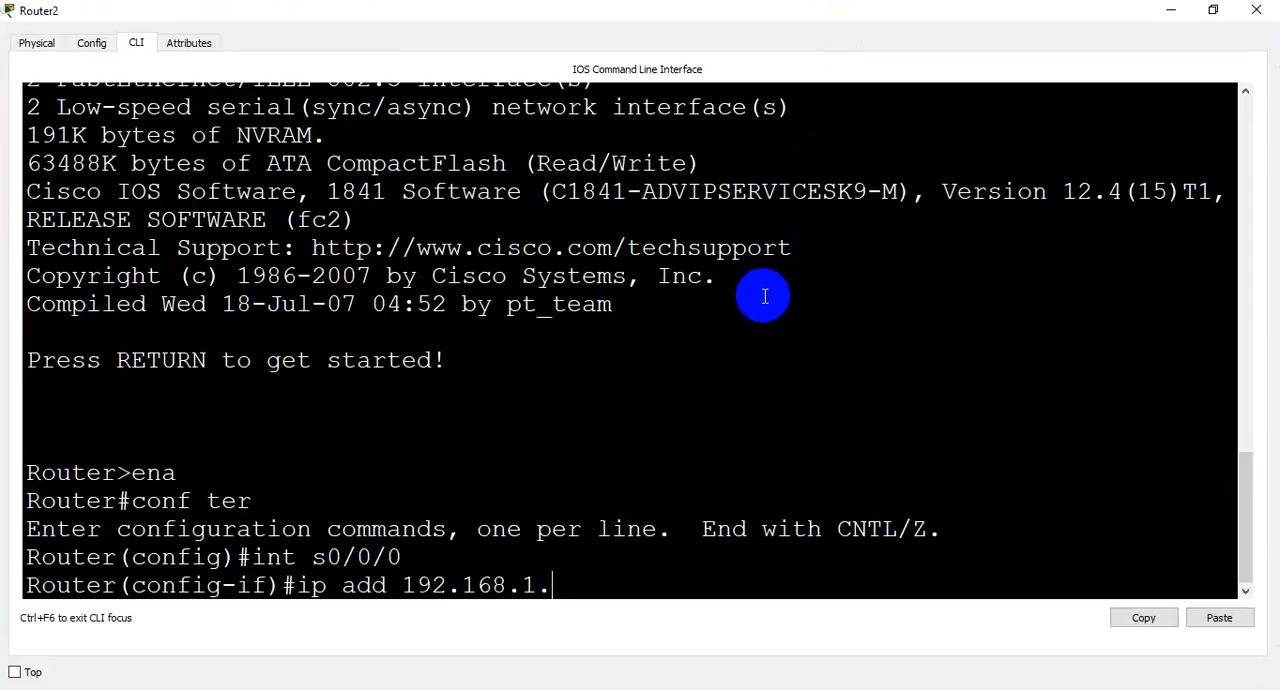 Router2
Physical Config CLI Attributes
IOS Command Line Interface
2 FastEthernet/IEEE 802.3 interface(s)
2 Low-speed serial(sync/async) network interface(s)
191K bytes of NVRAM.
63488K bytes of ATA CompactFlash (Read/Write)
Cisco IOS Software, 1841 Software (C1841-ADVIPSERVICESK9-M), Version 12.4(15)T1,
RELEASE SOFTWARE (fc2)
Technical Support: http://www.cisco.com/techsupport
Copyright (c) 1986-2007 by Cisco Systems, Inc.
Compiled Wed 18-Jul-07 04:52 by pt_team
Press RETURN to get started!
Router>ena
Router#conf ter
Enter configuration commands, one per line.  End with CNTL/Z.
Router(config)#int s0/0/0
Router(config-if)#ip add 192.168.1.
Ctrl+F6 to exit CLI focus
Copy Paste
Top